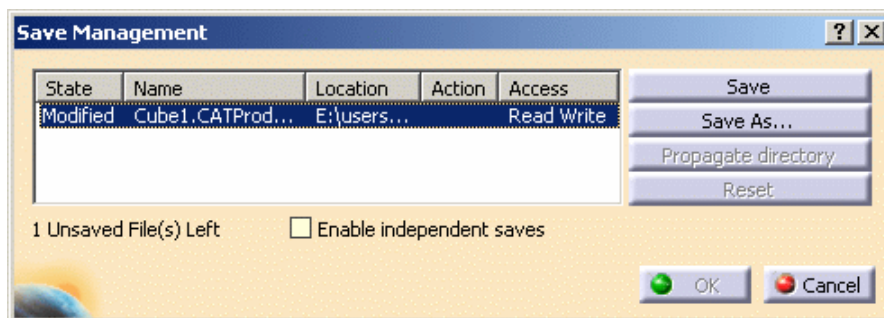 Save Management
State Name Location Action Access
Modified Cube1.CATProd... E:\users... Read Write
Save
Save As...
Propagate directory
Reset
1 Unsaved File(s) Left Enable independent saves
OK Cancel